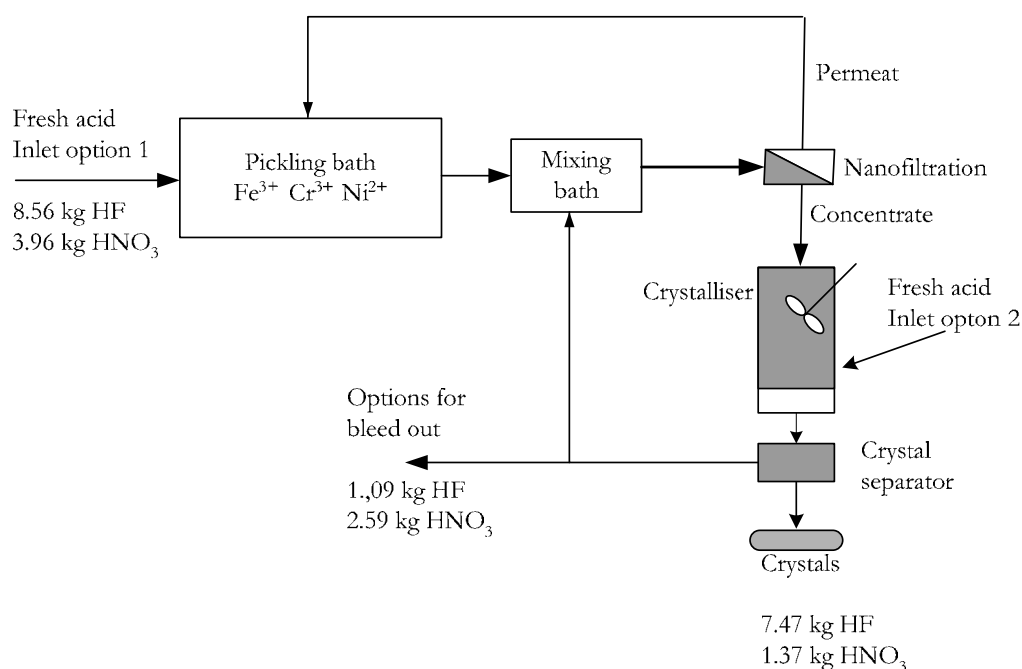 Permeat
Fresh acid
Inlet option 1
Pickling bath
Fe³⁺ Cr³⁺ Ni²⁺
Mixing
bath
Nanofiltration
8.56 kg HF
3.96 kg HNO₃
Concentrate
Crystalliser
Fresh acid
Inlet opton 2
Options for
bleed out
Crystal
separator
1.,09 kg HF
2.59 kg HNO₃
Crystals
7.47 kg HF
1.37 kg HNO₃